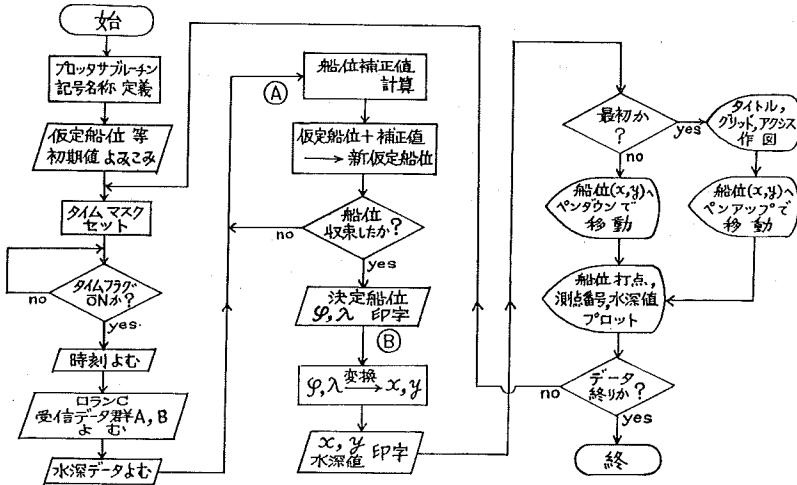 始
プロッタサブルーチン
記号名称 定義
仮定船位 等
初期値 よみこみ
タイム マスク
セット
タイムフラグ
ONか?
no
yes.
時刻よむ
ロランC
受信データ群A, B
よ む
水深データよむ
A
船位補正値
計算
仮定船位+補正値
→新仮定船位
船位
収束したか?
no
yes
決定船位
φ, λ 印字
B
φ, λ 変換→ x, y
x, y 印字
水深値
最初か
?
yes
no
タイトル,
グリッド,アクシス
作 図
船位(x,y)へ
ペンダウンで
移 動
船位(x,y)へ
ペンアップで
移 動
船位 打点,
測点番号,水深値
プロット
データ
終りか?
no
yes
終